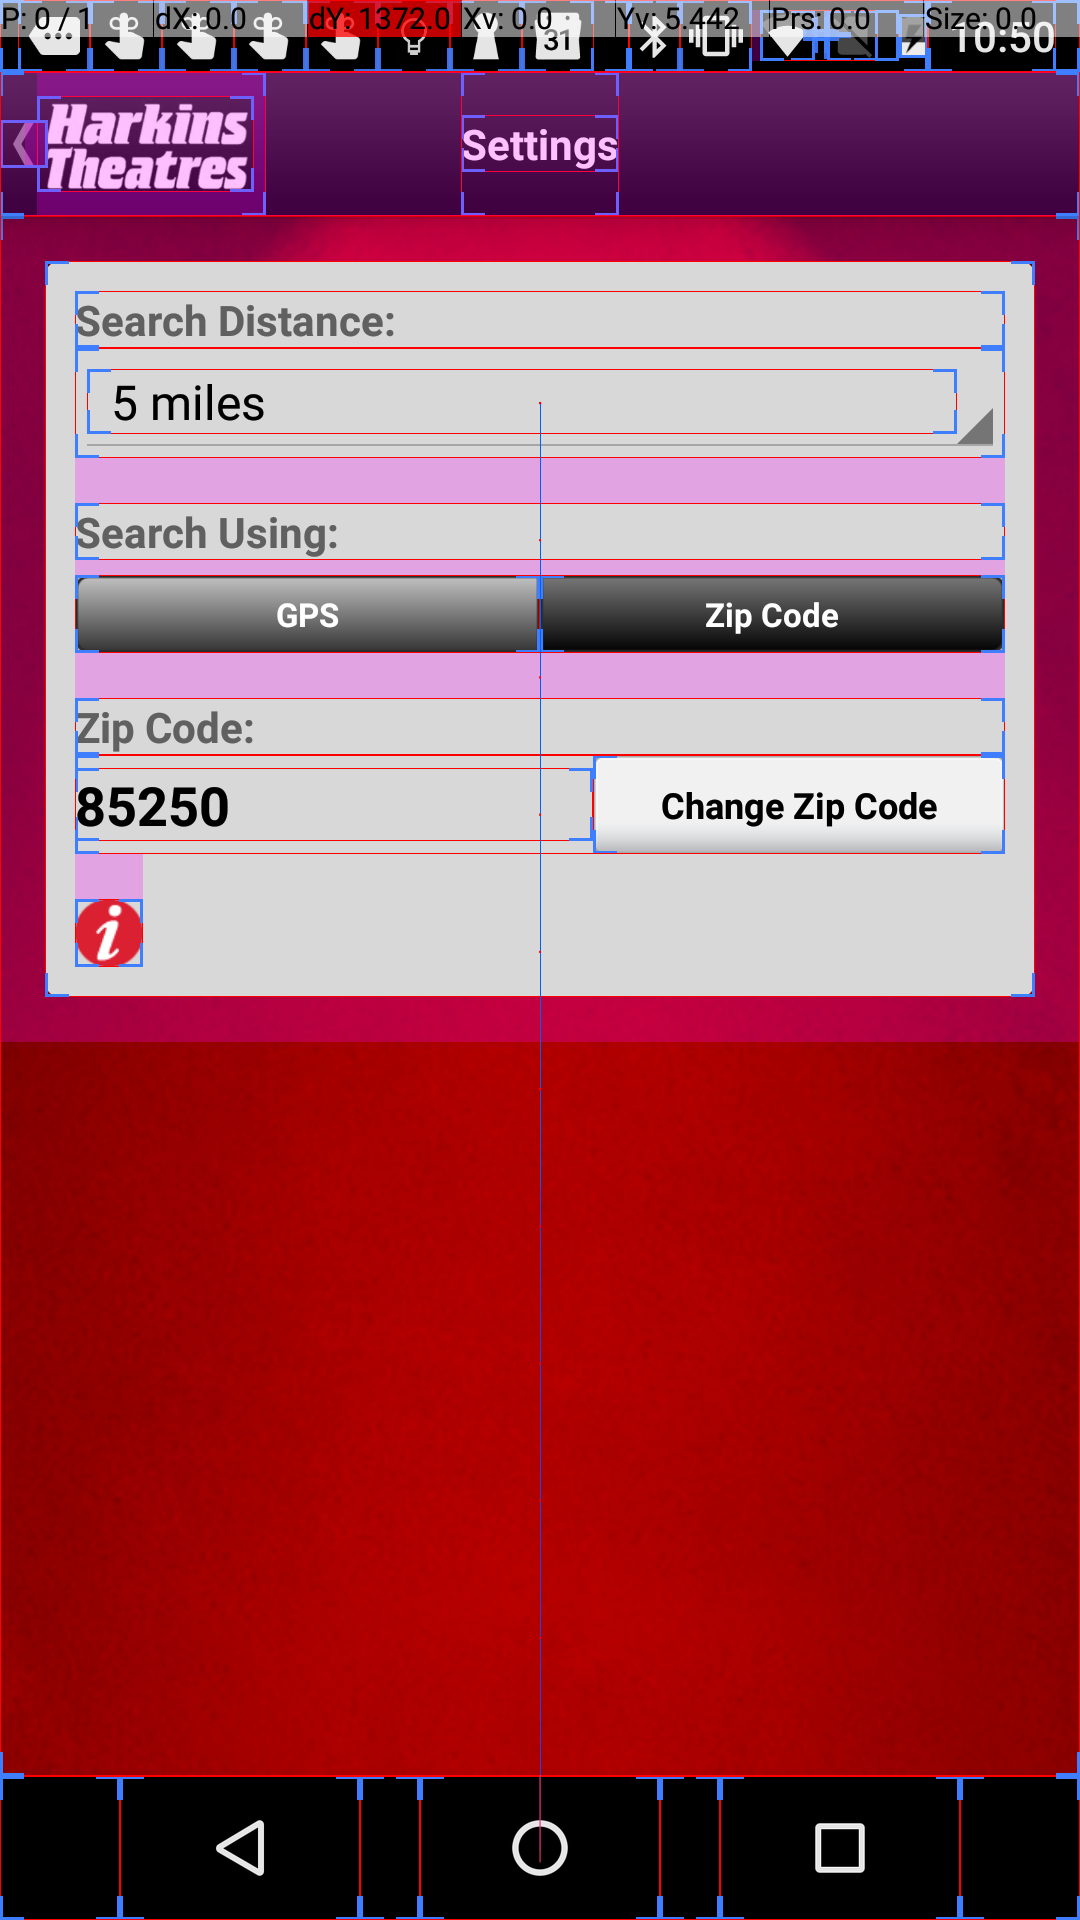 P: 0 / 1 dX: 0.0 dY: 1372.0 Xv: 0.0 Yv: 5.442 Prs: 0.0 Size: 0.0
31 10:50
Harkins
Theatres
Settings
Search Distance:
5 miles
Search Using:
GPS Zip Code
Zip Code:
85250 Change Zip Code
i